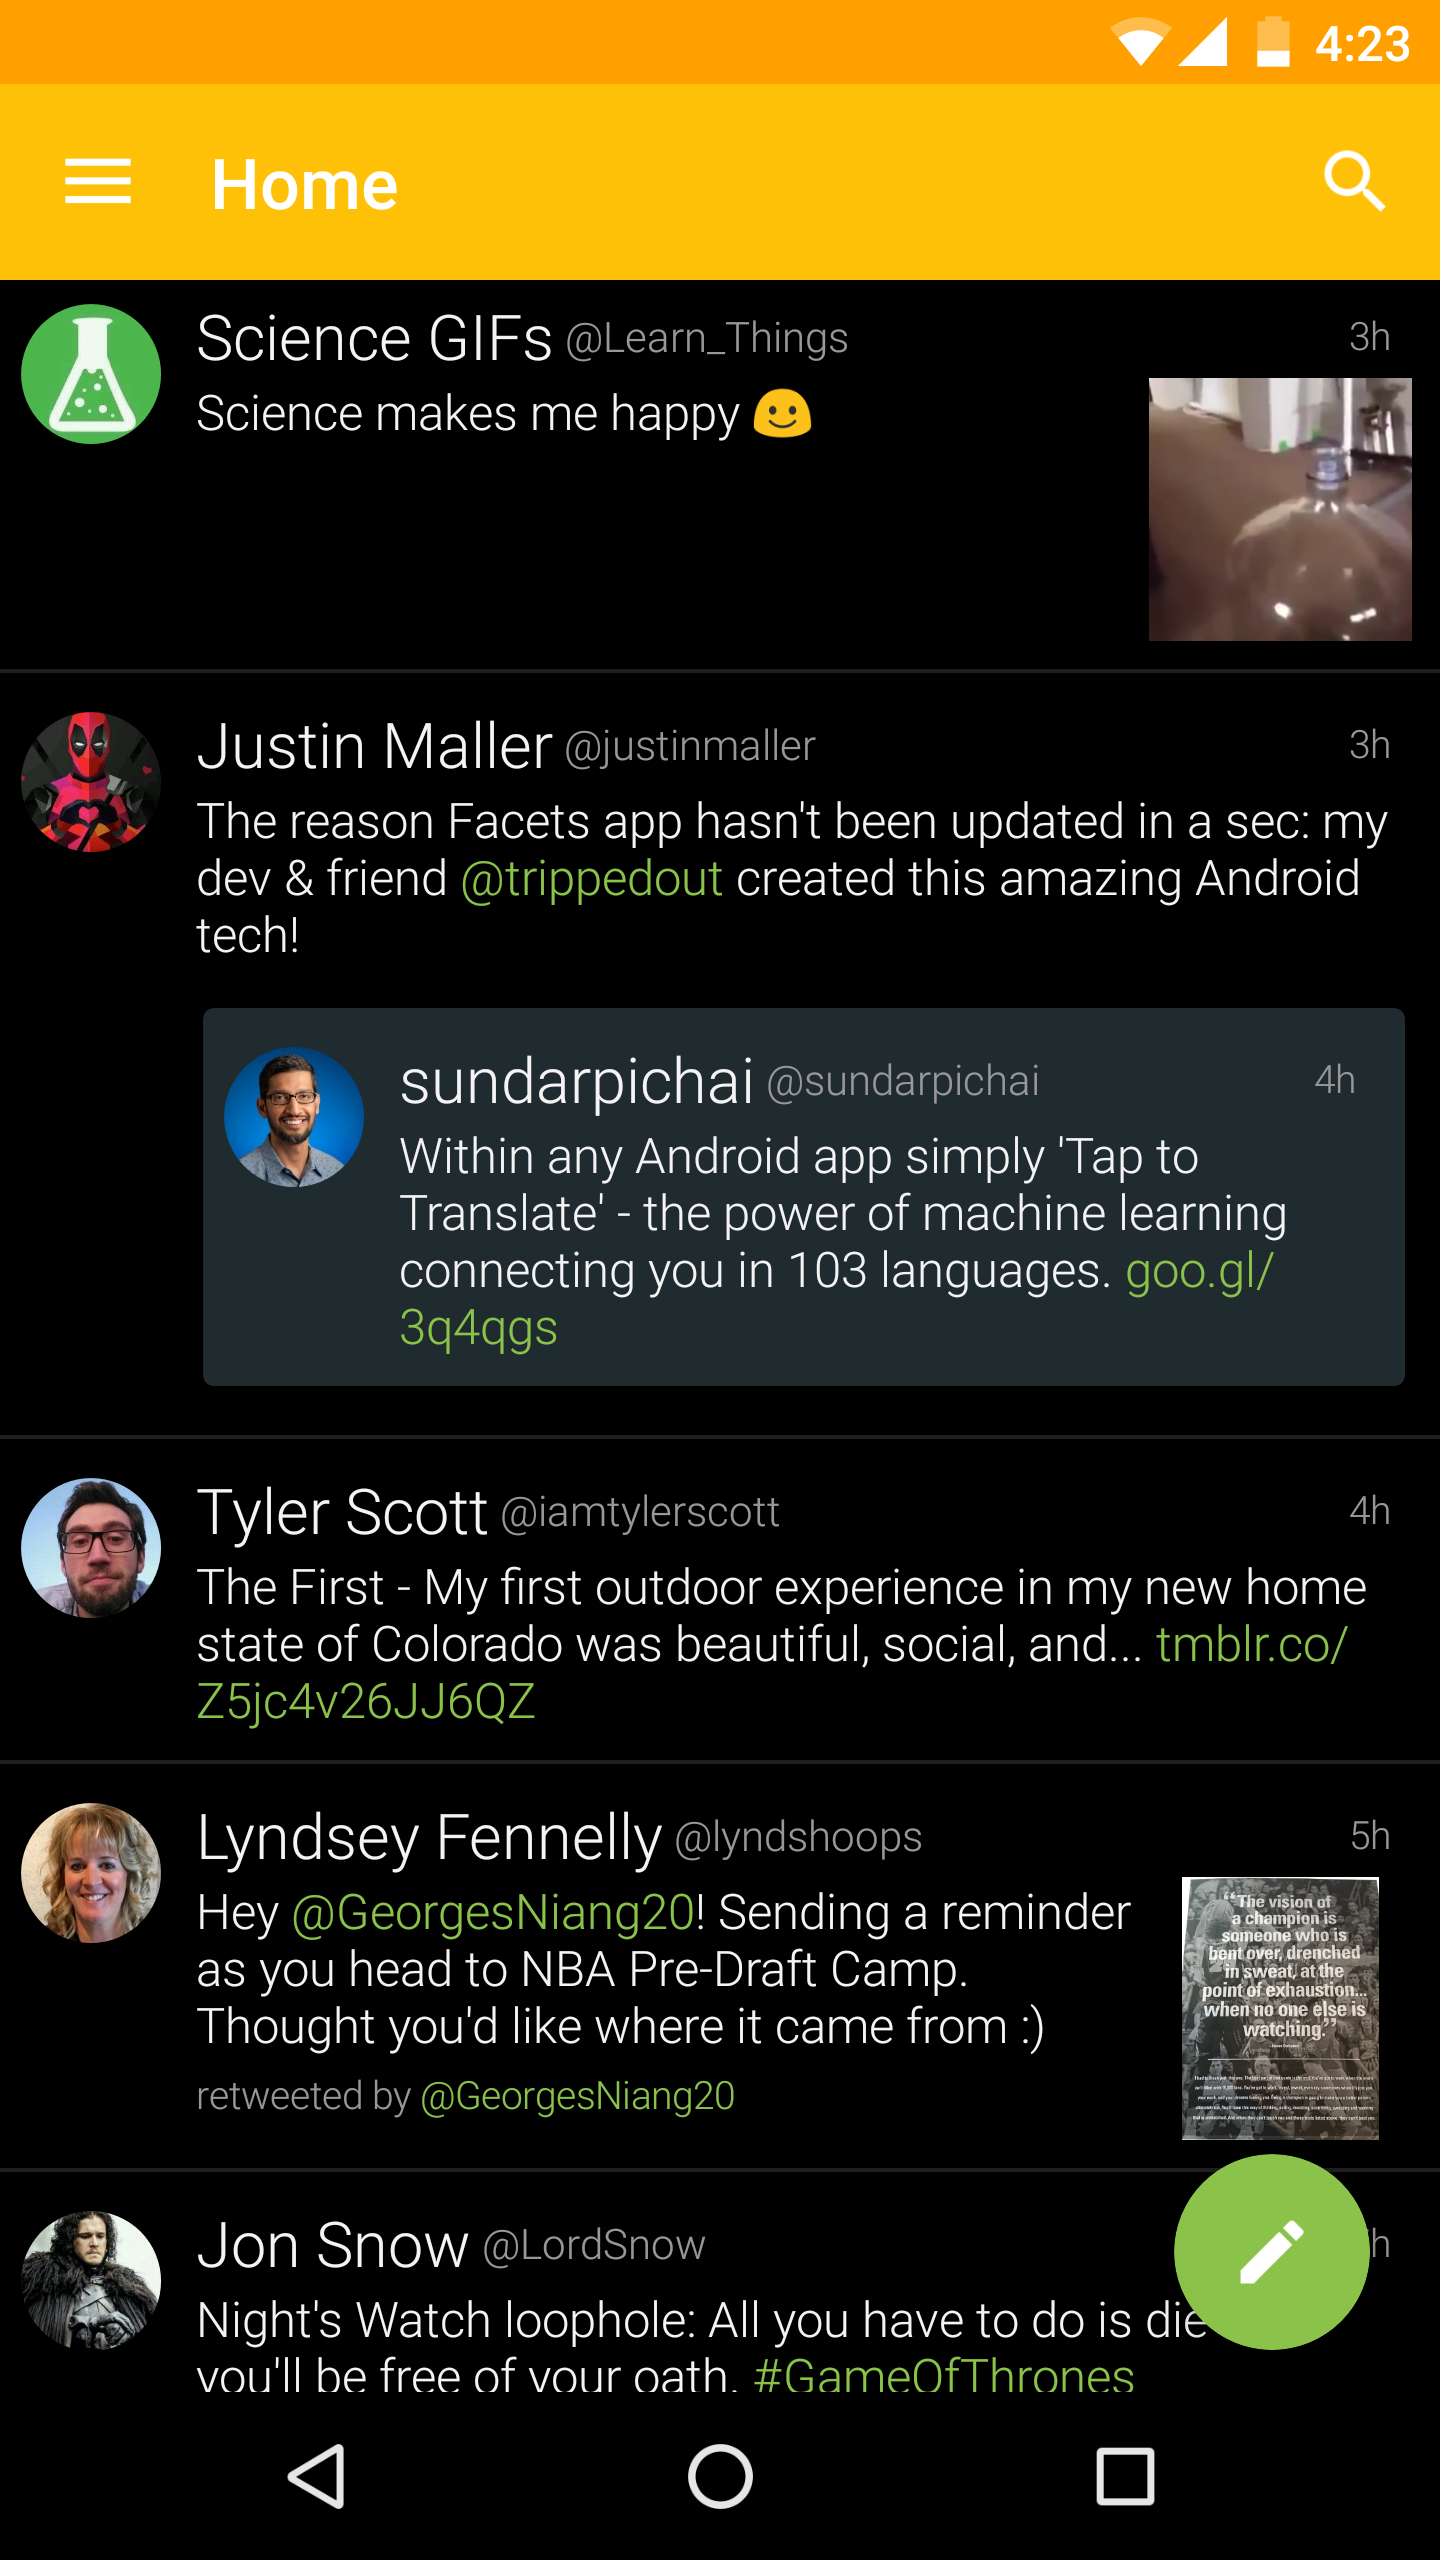 4:23
Home
Science GIFs @Learn_Things 3h
Science makes me happy
Justin Maller @justinmaller 3h
The reason Facets app hasn't been updated in a sec: my
dev & friend @trippedout created this amazing Android
tech!
sundarpichai @sundarpichai 4h
Within any Android app simply 'Tap to
Translate' - the power of machine learning
connecting you in 103 languages. goo.gl/
3q4qgs
Tyler Scott @iamtylerscott 4h
The First - My first outdoor experience in my new home
state of Colorado was beautiful, social, and... tmblr.co/
Z5jc4v26JJ6QZ
Lyndsey Fennelly @lyndshoops 5h
Hey @GeorgesNiang20! Sending a reminder
as you head to NBA Pre-Draft Camp.
Thought you'd like where it came from :)
retweeted by @GeorgesNiang20
“The vision of
a champion is
someone who is
bent over, drenched
in sweat, at the
point of exhaustion...
when no one else is
watching.”
Jon Snow @LordSnow h
Night's Watch loophole: All you have to do is die
you'll be free of your oath. #GameOfThrones